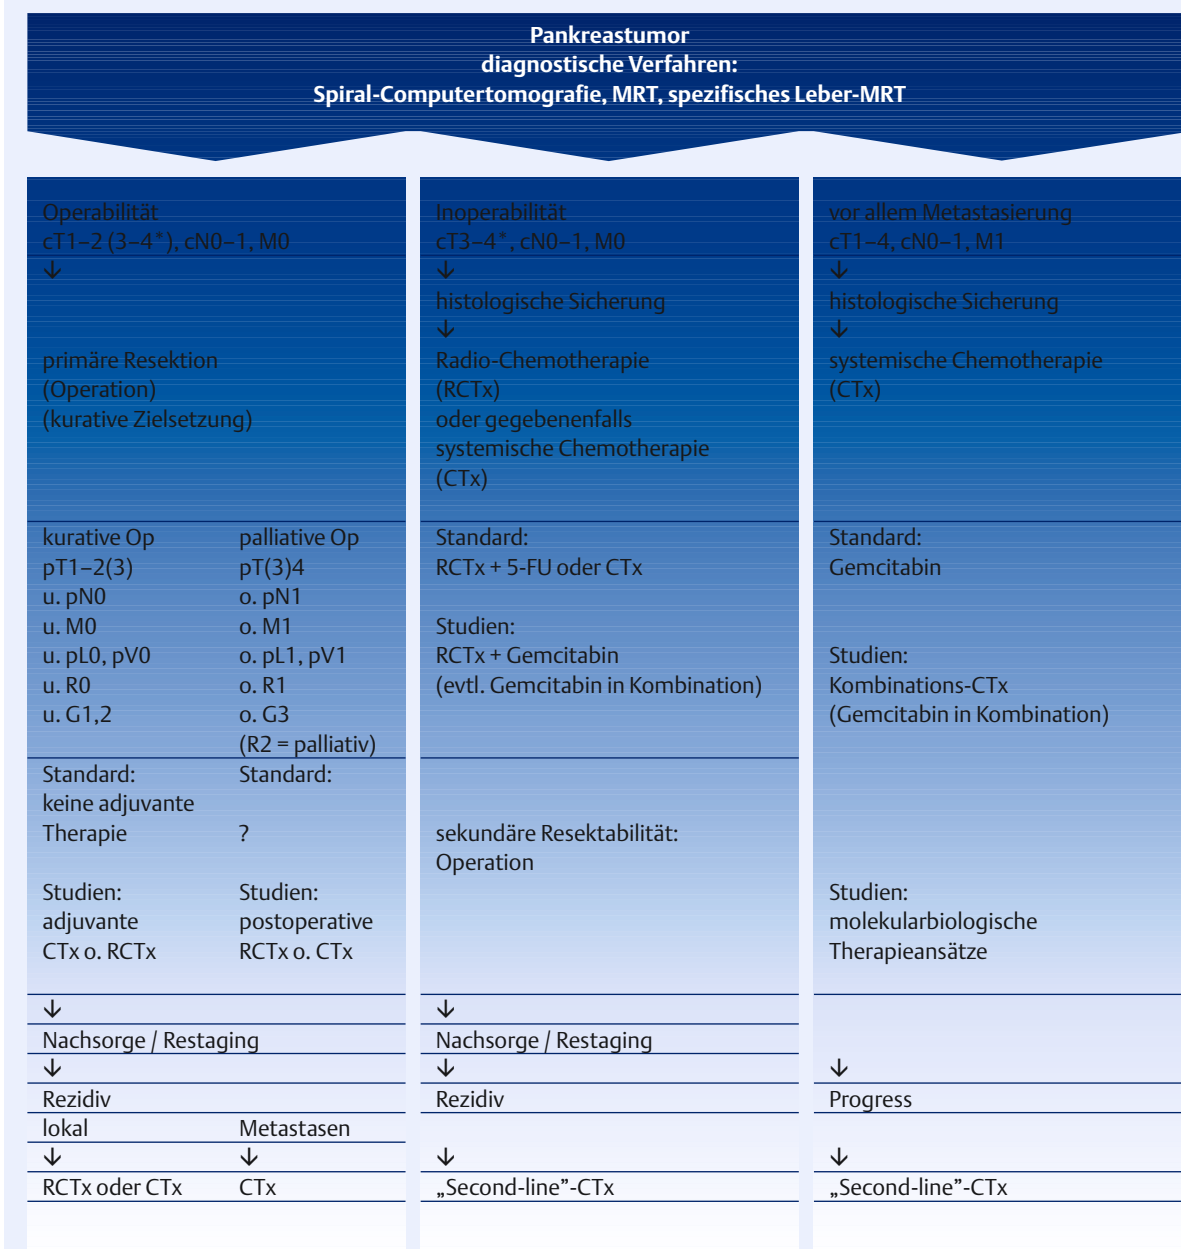 Pankreastumor
diagnostische Verfahren:
Spiral-Computertomografie, MRT, spezifisches Leber-MRT
Operabilität
cT1–2 (3–4*), cN0–1, M0
↓
primäre Resektion
(Operation)
(kurative Zielsetzung)
kurative Op palliative Op
pT1–2(3) pT(3)4
u. pN0 o. pN1
u. M0 o. M1
u. pL0, pV0 o. pL1, pV1
u. R0 o. R1
u. G1,2 o. G3
(R2 = palliativ)
Standard: Standard:
keine adjuvante
Therapie ?
Studien: Studien:
adjuvante postoperative
CTx o. RCTx RCTx o. CTx
↓
Nachsorge / Restaging
↓
Rezidiv
lokal Metastasen
↓ ↓
RCTx oder CTx CTx
Inoperabilität
cT3–4*, cN0–1, M0
↓
histologische Sicherung
↓
Radio-Chemotherapie
(RCTx)
oder gegebenenfalls
systemische Chemotherapie
(CTx)
Standard:
RCTx + 5-FU oder CTx
Studien:
RCTx + Gemcitabin
(evtl. Gemcitabin in Kombination)
sekundäre Resektabilität:
Operation
↓
Nachsorge / Restaging
↓
Rezidiv
↓
„Second-line”-CTx
vor allem Metastasierung
cT1–4, cN0–1, M1
↓
histologische Sicherung
↓
systemische Chemotherapie
(CTx)
Standard:
Gemcitabin
Studien:
Kombinations-CTx
(Gemcitabin in Kombination)
Studien:
molekularbiologische
Therapieansätze
↓
Progress
↓
„Second-line”-CTx